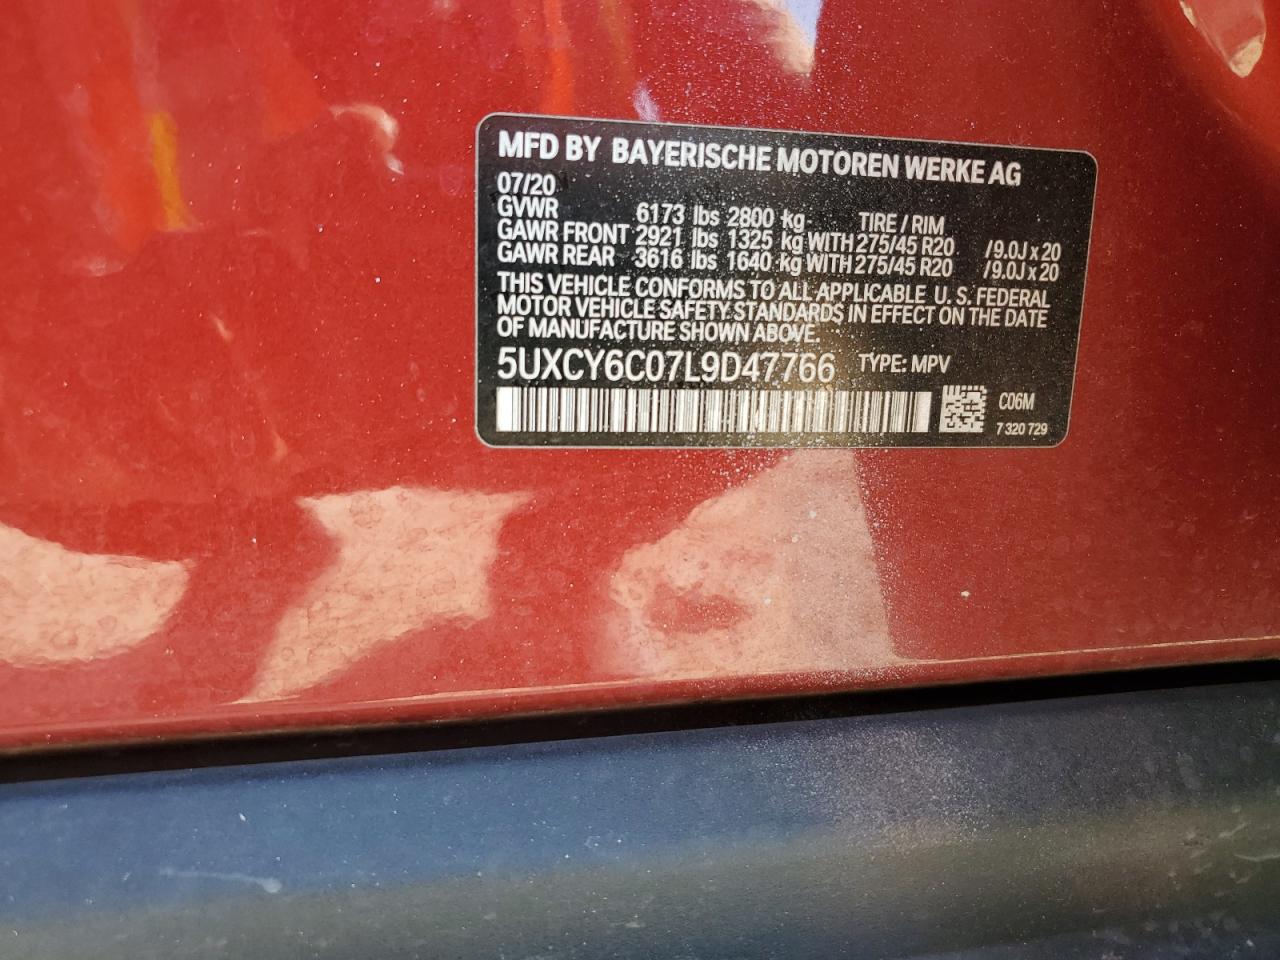 MFD BY BAYERISCHE MOTOREN WERKE AG
07/20
GVWR 6173 lbs 2800 kg TIRE / RIM
GAWR FRONT 2921 lbs 1325 kg WITH 275/45 R20 /9.0J x 20
GAWR REAR 3616 lbs 1640 kg WITH 275/45 R20 /9.0J x 20
THIS VEHICLE CONFORMS TO ALL APPLICABLE U.S. FEDERAL
MOTOR VEHICLE SAFETY STANDARDS IN EFFECT ON THE DATE
OF MANUFACTURE SHOWN ABOVE.
5UXCY6C07L9D47766 TYPE: MPV
C06M
7 320 729